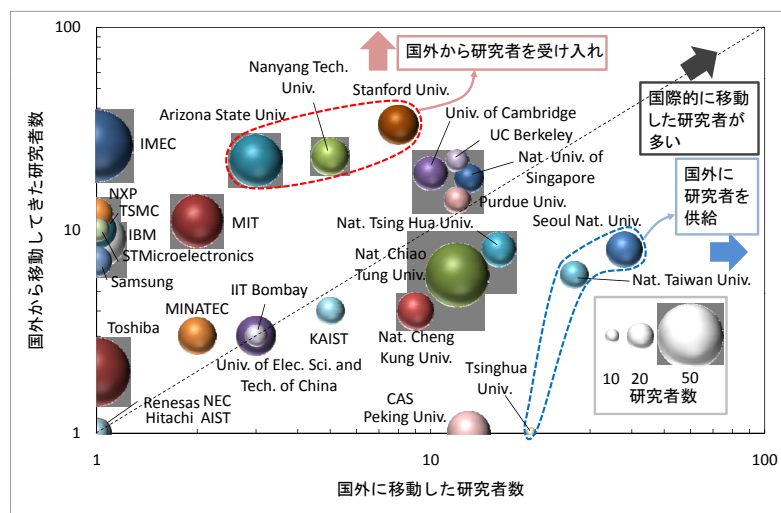 100
10
1
国外から移動してきた研究者数
国外から研究者を受け入れ
Nanyang Tech.
Univ.
Stanford Univ.
Arizona State Univ.
Univ. of Cambridge
UC Berkeley
Nat. Univ. of
Singapore
Purdue Univ.
国際的に移動
した研究者が
多い
国外に
研究者を
供給
IMEC
NXP
TSMC
IBM
STMicroelectronics
Samsung
MIT
Nat. Tsing Hua Univ.
Seoul Nat. Univ.
Nat Chiao
Tung Univ.
Nat. Taiwan Univ.
MINATEC
IIT Bombay
Toshiba
KAIST
Nat. Cheng
Kung Univ.
Univ. of Elec. Sci. and
Tech. of China
Tsinghua
Univ.
CAS
Peking Univ.
Renesas NEC
Hitachi AIST
10 20 50
研究者数
1 10 100
国外に移動した研究者数